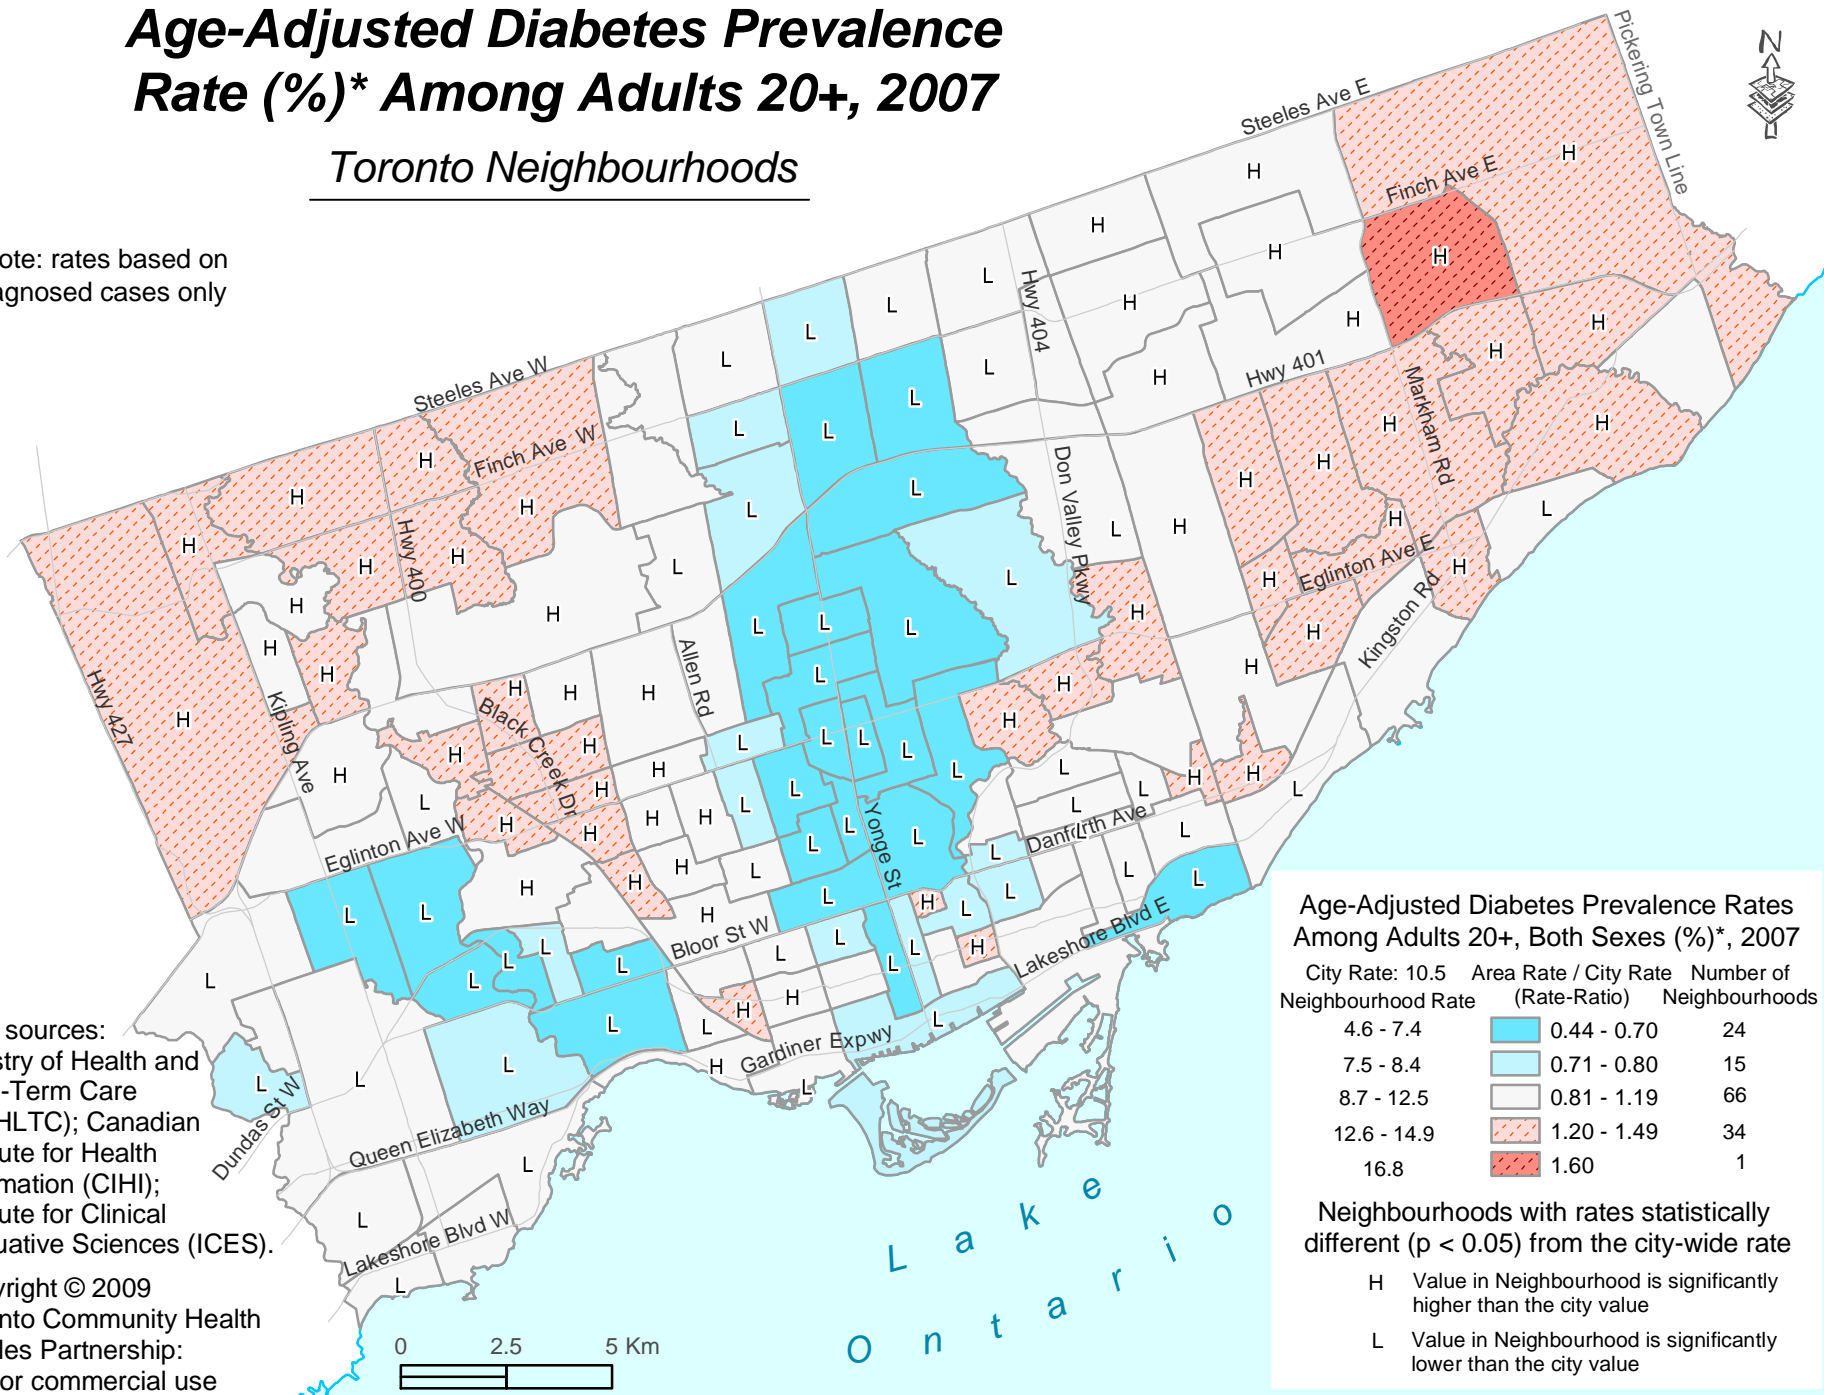 Age-Adjusted Diabetes Prevalence
Rate (%)* Among Adults 20+, 2007
Toronto Neighbourhoods
ote: rates based on
agnosed cases only
N
Pickering Town Line
Steeles Ave E
Finch Ave E
Hwy 404
Hwy 401
Markham Rd
Steeles Ave W
Finch Ave W
Hwy 400
Don Valley Pkwy
Eglinton Ave E
Kingston Rd
Hwy 427
Kipling Ave
Allen Rd
Black Creek Dr
Eglinton Ave W
Yonge St
Danforth Ave
Bloor St W
Lakeshore Blvd E
Gardiner Expwy
Dundas St W
Queen Elizabeth Way
Lakeshore Blvd W
Lake
Ontario
sources:
stry of Health and
-Term Care
HLTC); Canadian
ute for Health
mation (CIHI);
ute for Clinical
uative Sciences (ICES).
yright © 2009
nto Community Health
les Partnership:
or commercial use
0 2.5 5 Km
Age-Adjusted Diabetes Prevalence Rates
Among Adults 20+, Both Sexes (%)*, 2007
City Rate: 10.5 Area Rate / City Rate Number of
Neighbourhood Rate (Rate-Ratio) Neighbourhoods
4.6 - 7.4 0.44 - 0.70 24
7.5 - 8.4 0.71 - 0.80 15
8.7 - 12.5 0.81 - 1.19 66
12.6 - 14.9 1.20 - 1.49 34
16.8 1.60 1
Neighbourhoods with rates statistically
different (p < 0.05) from the city-wide rate
H Value in Neighbourhood is significantly
higher than the city value
L Value in Neighbourhood is significantly
lower than the city value